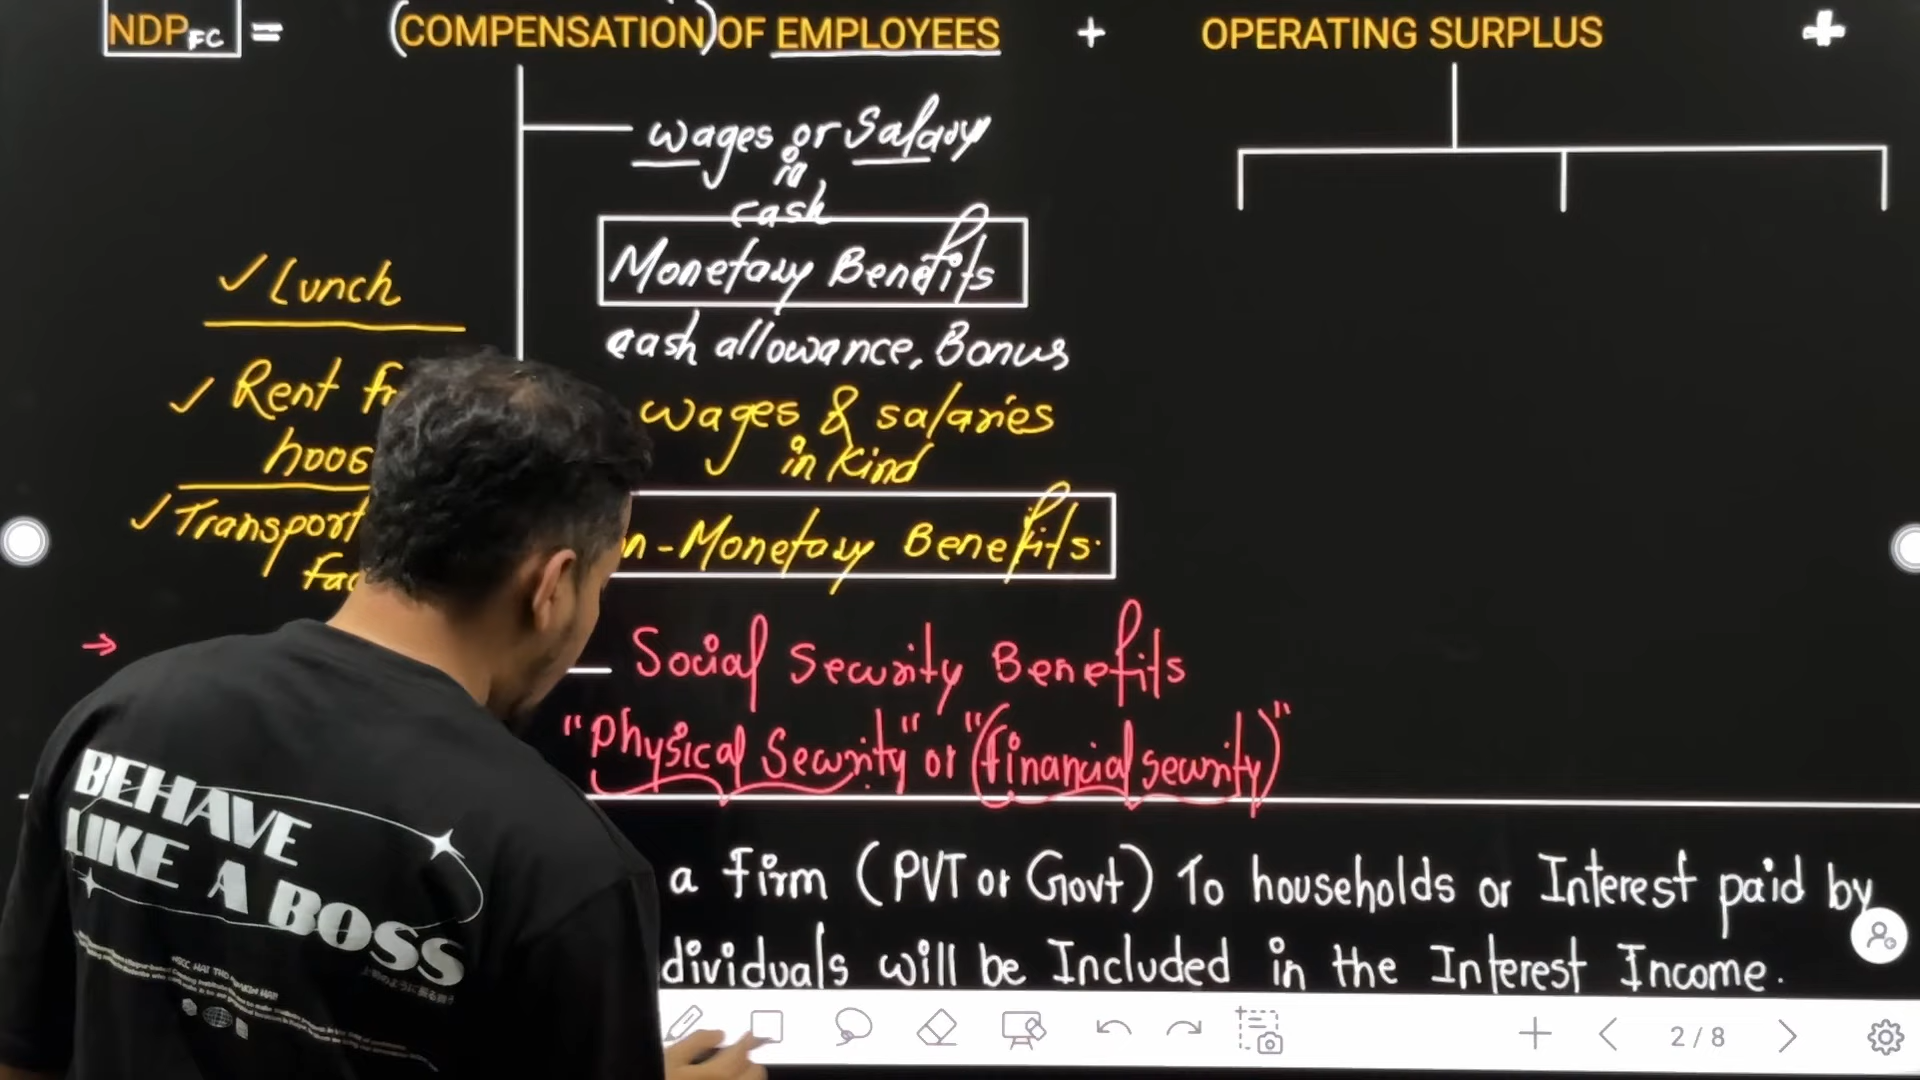 NDP FC = (COMPENSATION) OF EMPLOYEES + OPERATING SURPLUS +
wages or Salary
in
cash
Monetary Benefits
cash allowance, Bonus
✓ Lunch
✓ Rent
✓ Transport
wages & salaries
in kind
n-Monetary Benefits.
→
Social Security Benefits
"Physical Security" or "(financial security)"
a firm (PVT or Govt) To households or Interest paid by
dividuals will be Included in the Interest Income.
2 / 8
BEHAVE
LIKE A BOSS